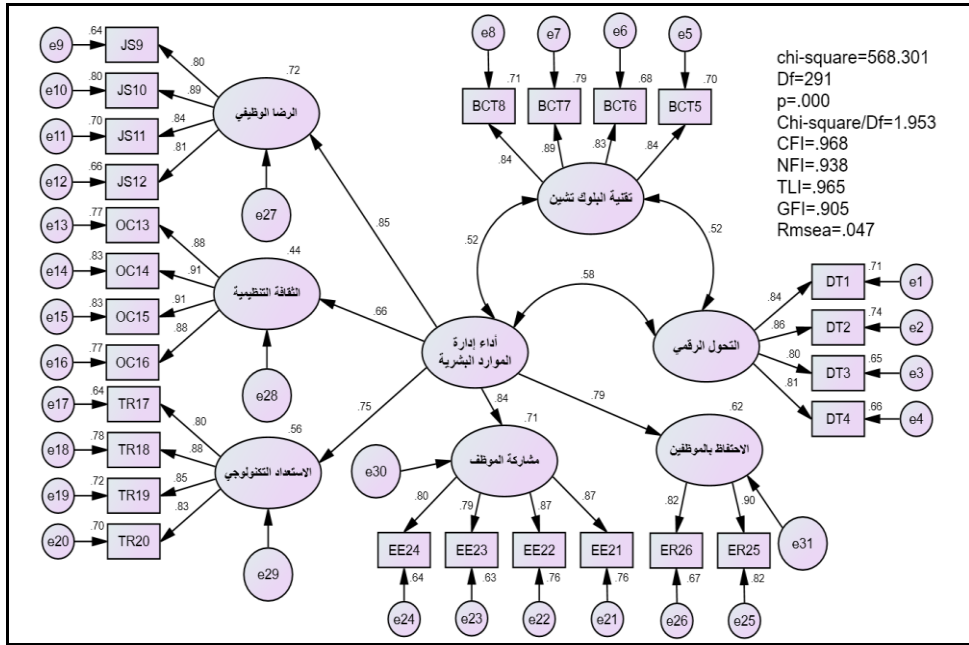 e9
.64
JS9
.80
e10
.80
JS10
.89
e11
.70
JS11
.84
e12
.66
JS12
.81
.72
الرضا الوظيفي
e27
.85
e13
.77
OC13
.88
e14
.83
OC14
.91
e15
.83
OC15
.91
e16
.77
OC16
.88
.44
الثقافة التنظيمية
e28
.66
e17
.64
TR17
.80
e18
.78
TR18
.88
e19
.72
TR19
.85
e20
.70
TR20
.83
.56
الاستعداد التكنولوجي
e29
.75
e8
e7
e6
e5
.71
.79
.68
.70
BCT8
BCT7
BCT6
BCT5
.84
.89
.83
.84
تقنية البلوك تشين
.52
.52
.58
chi-square=568.301
Df=291
p=.000
Chi-square/Df=1.953
CFI=.968
NFI=.938
TLI=.965
GFI=.905
Rmsea=.047
أداء إدارة
الموارد البشرية
التحول الرقمي
.84
DT1
.71
e1
.86
DT2
.74
e2
.80
DT3
.65
e3
.81
DT4
.66
e4
.84
.79
.71
مشاركة الموظف
e30
.62
الاحتفاظ بالموظفين
e31
.80
.79
.87
.87
.82
.90
EE24
EE23
EE22
EE21
ER26
ER25
.64
.63
.76
.76
.67
.82
e24
e23
e22
e21
e26
e25